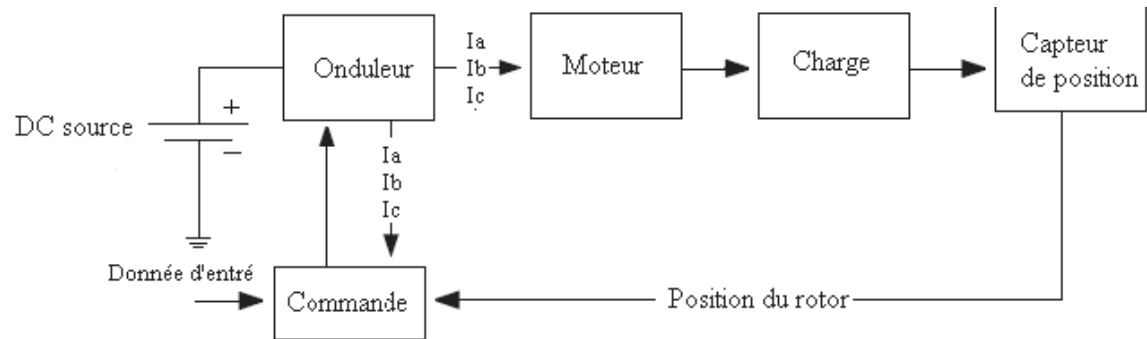 Onduleur
Ia
Ib
Ic
Moteur
Charge
Capteur
de position
DC source
+
−
Ia
Ib
Ic
Donnée d'entré
Commande
Position du rotor